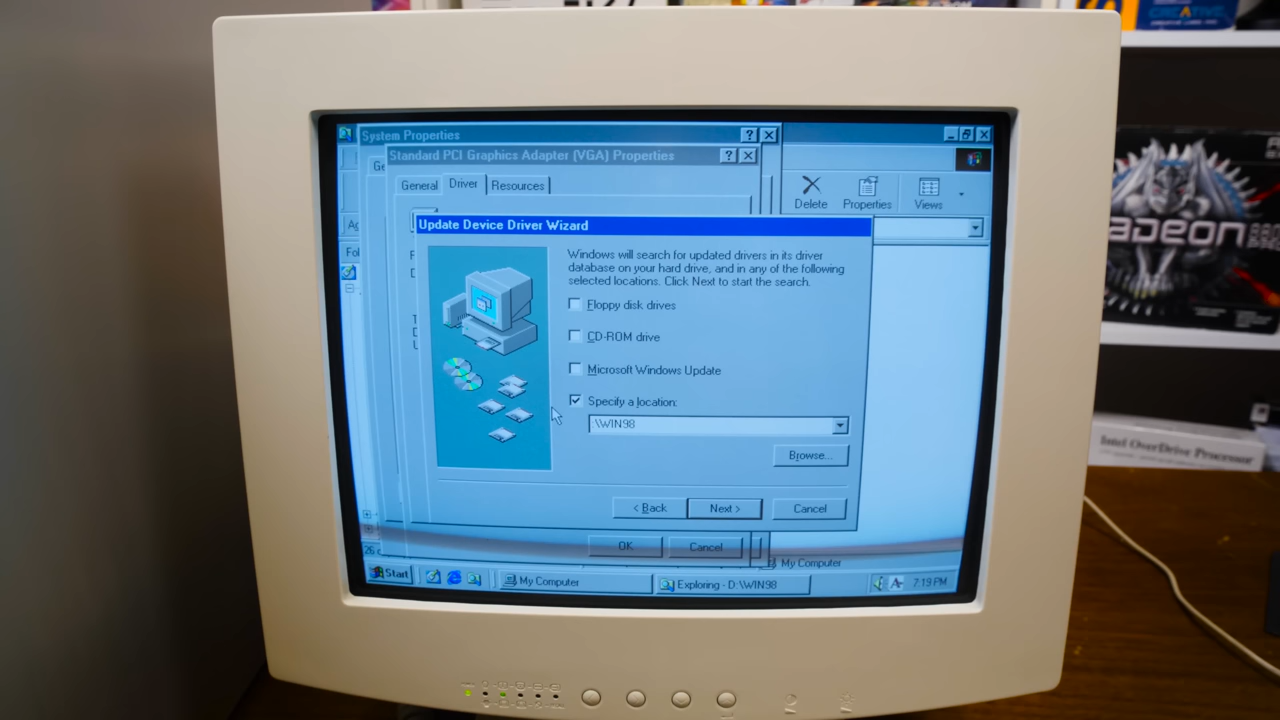 CREATIVE
System Properties
Standard PCI Graphics Adapter (VGA) Properties
General
Driver
Resources
Delete
Properties
Views
Update Device Driver Wizard
Windows will search for updated drivers in its driver
database on your hard drive, and in any of the following
selected locations. Click Next to start the search.
Floppy disk drives
CD-ROM drive
Microsoft Windows Update
Specify a location:
:\WIN98
Browse...
< Back
Next >
Cancel
OK
Cancel
My Computer
Start
My Computer
Exploring - D:\WIN98
7:19 PM
ADEON
Intel OverDrive Processor